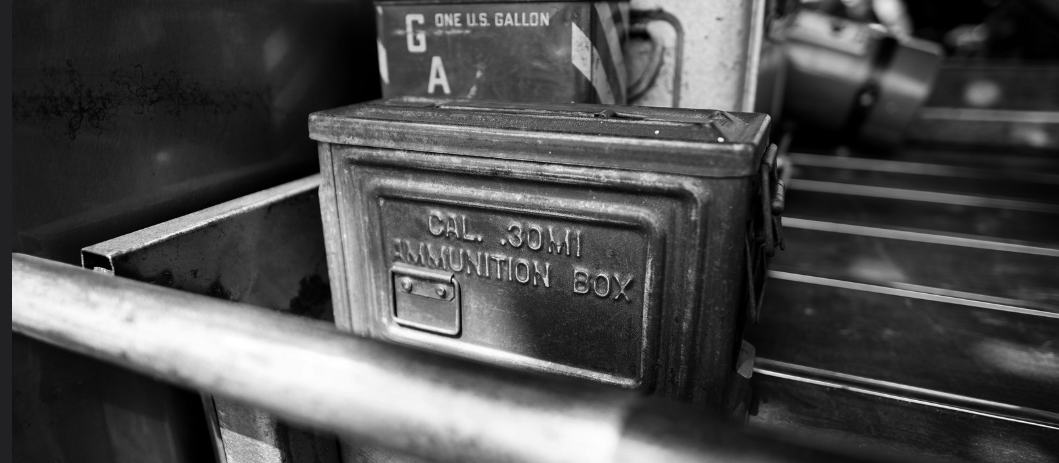 G ONE U.S. GALLON
A
CAL. .30M1
AMMUNITION BOX